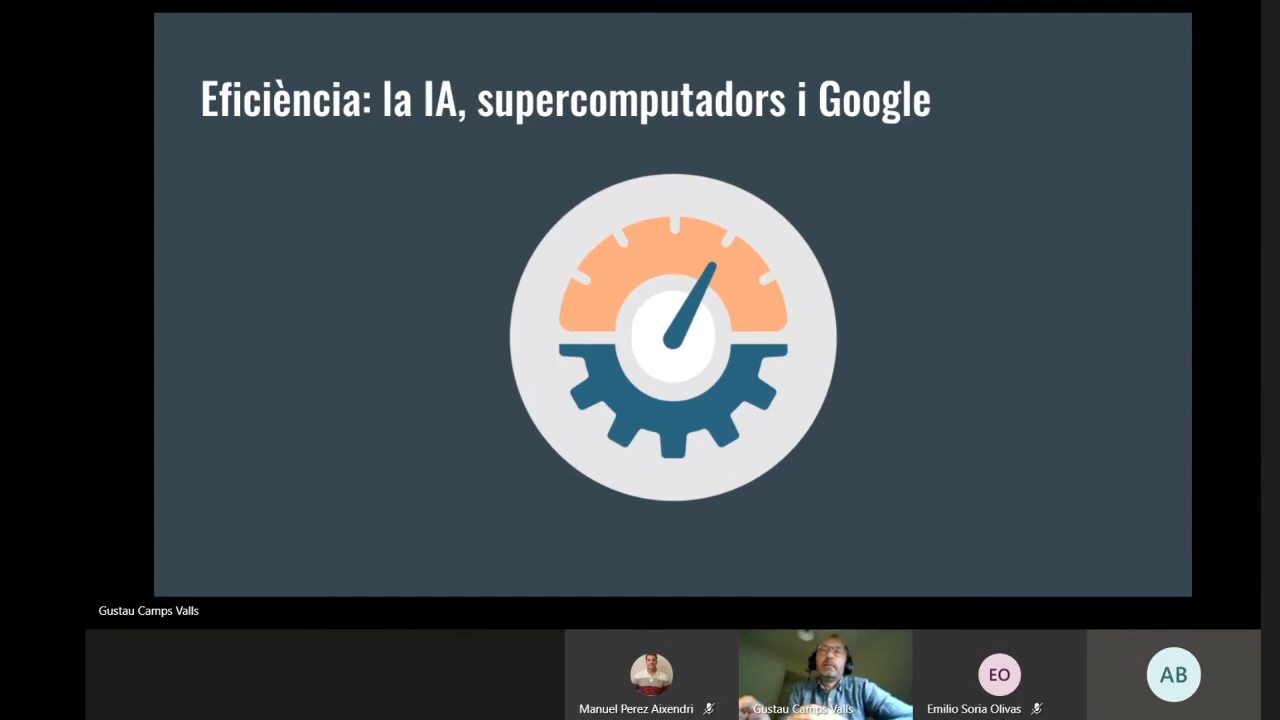 Eficiència: la IA, supercomputadors i Google
Gustau Camps Valls
Manuel Perez Aixendri
Gustau Camps Valls
EO
Emilio Soria Olivas
AB